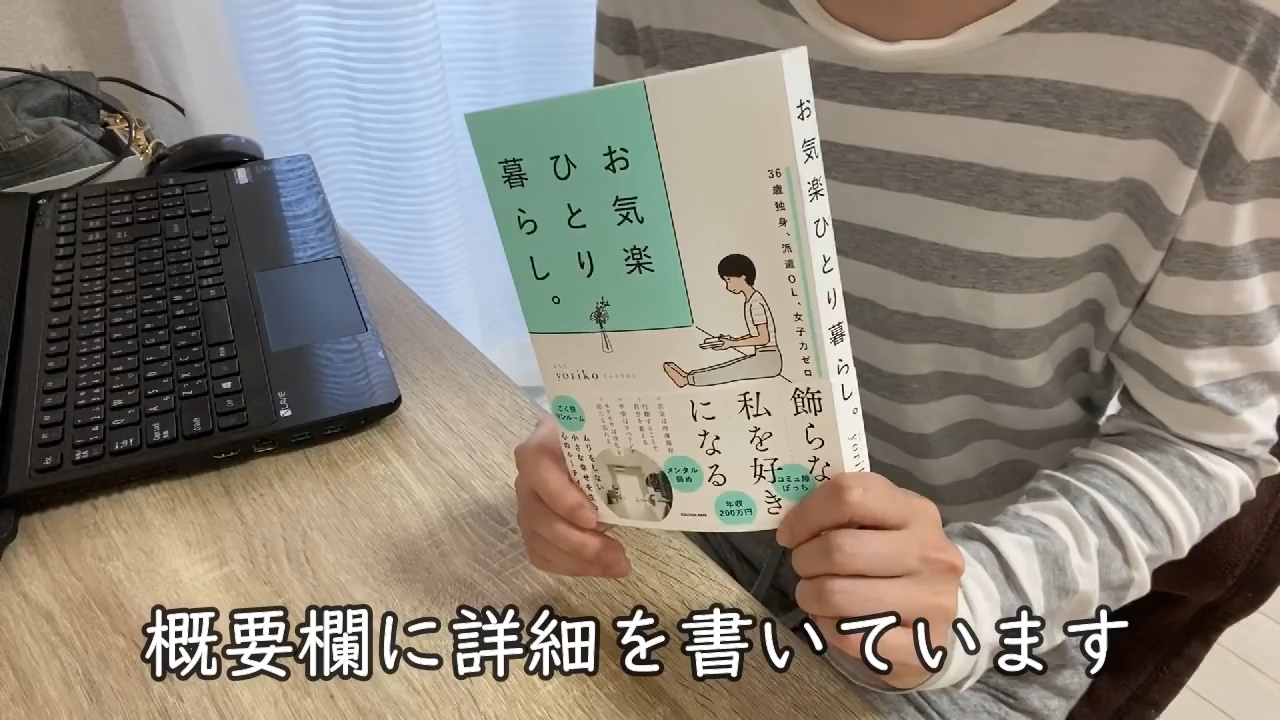 お気楽
ひとり
暮らし。
36歳独身、派遣OL、女子力ゼロ
yoriko
飾らな
私を好き
になる
ごく狭
ワンルーム
メンタル
弱め
コミュ障
ぼっち
年収
200万円
KADOKAWA
お気楽ひとり暮らし。
LAVIE
概要欄に詳細を書いています